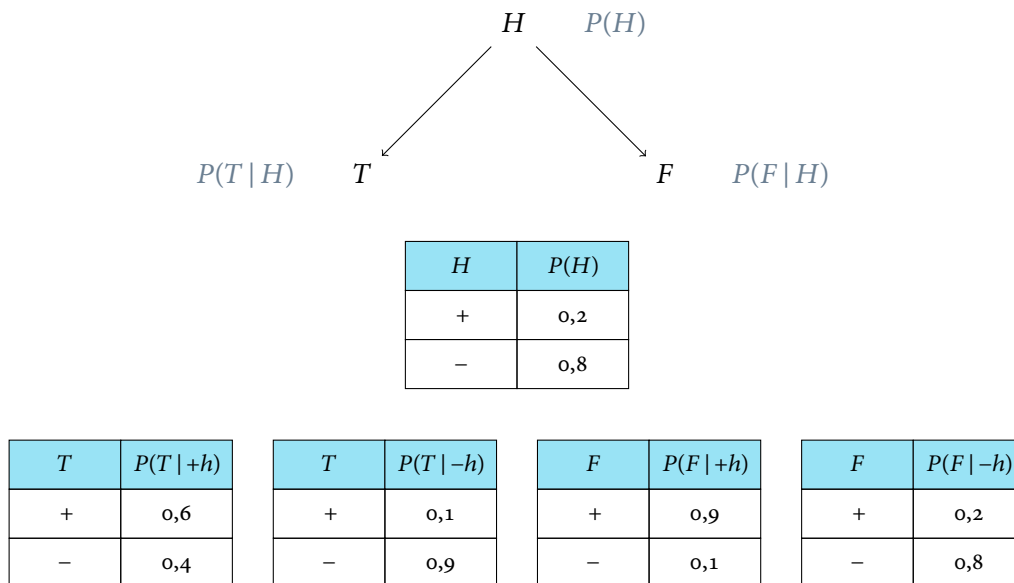 H P(H)
P(T | H) T F P(F | H)
H P(H)
+ 0,2
− 0,8
T P(T | +h) T P(T | −h) F P(F | +h) F P(F | −h)
+ 0,6 + 0,1 + 0,9 + 0,2
− 0,4 − 0,9 − 0,1 − 0,8